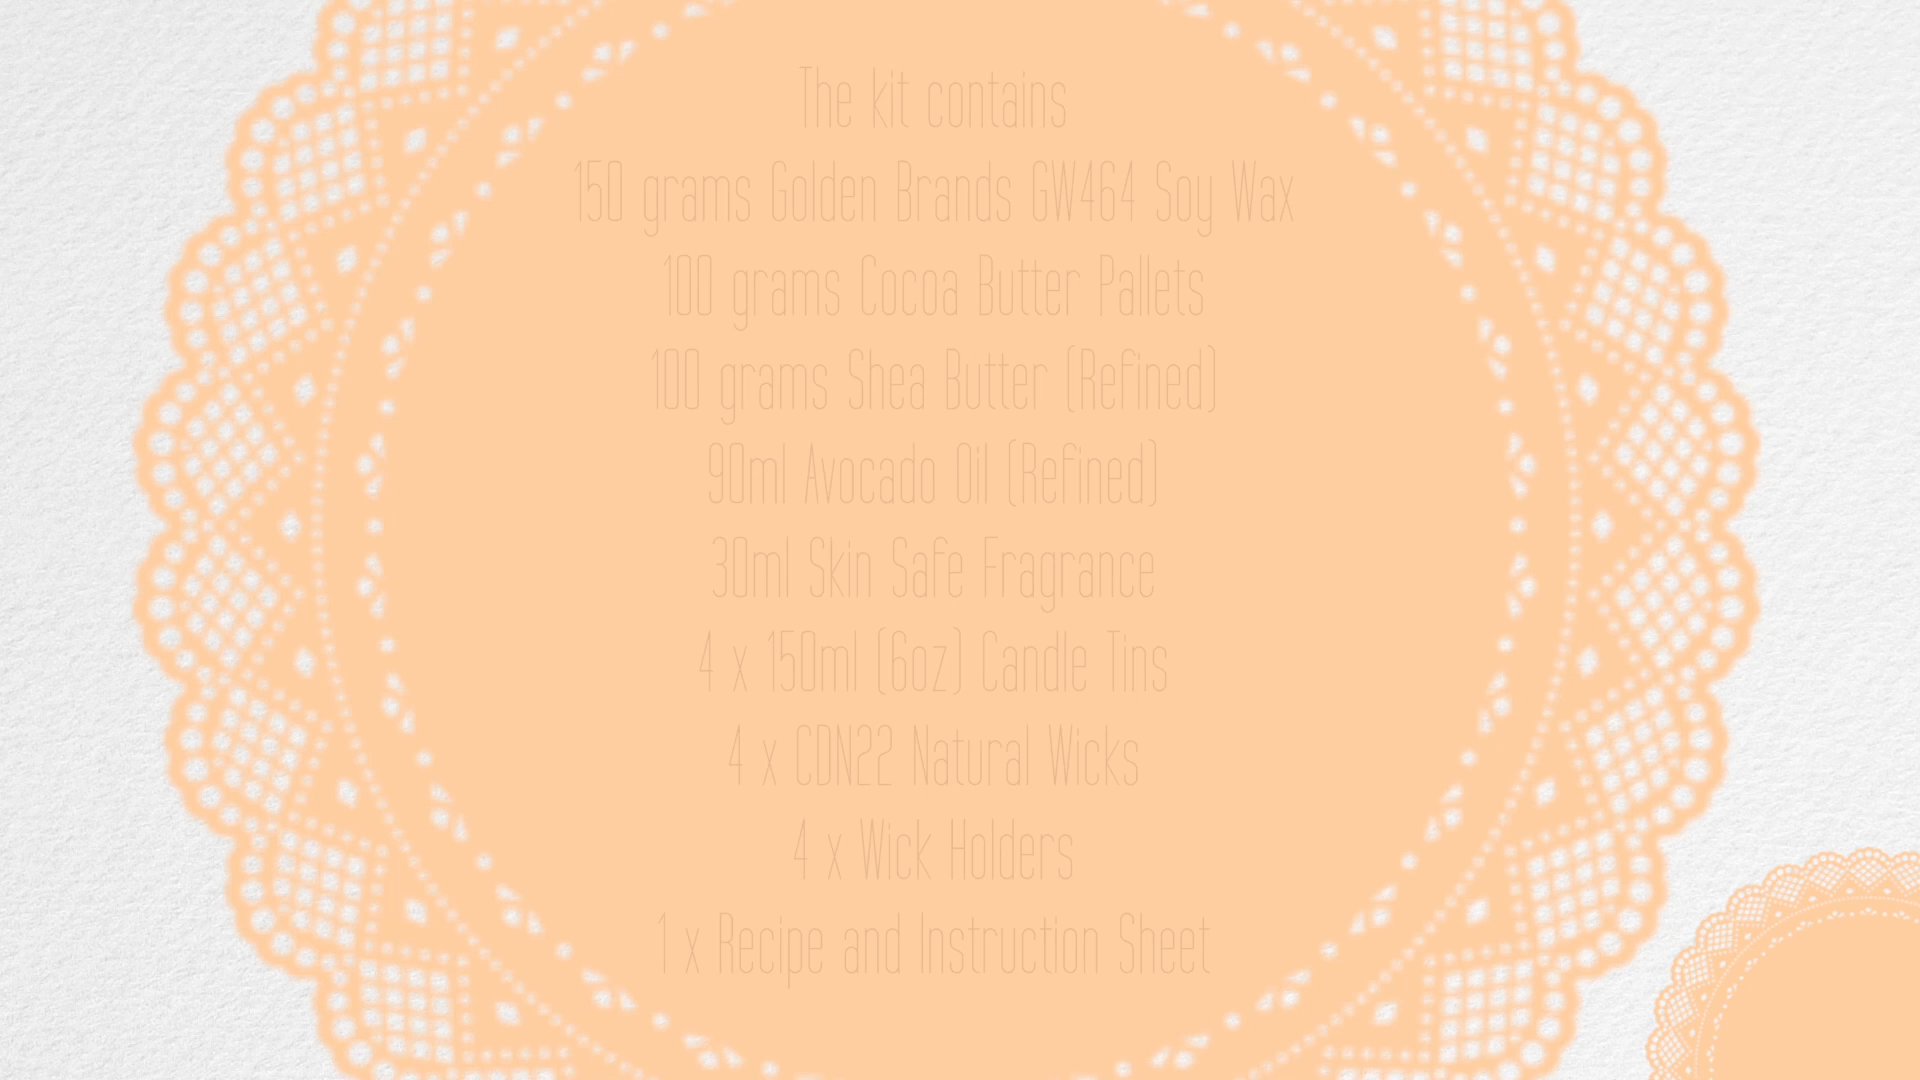 The kit contains
150 grams Golden Brands GW464 Soy Wax
100 grams Cocoa Butter Pallets
100 grams Shea Butter (Refined)
90ml Avocado Oil (Refined)
30ml Skin Safe Fragrance
4 x 150ml (6oz) Candle Tins
4 x CDN22 Natural Wicks
4 x Wick Holders
1 x Recipe and Instruction Sheet